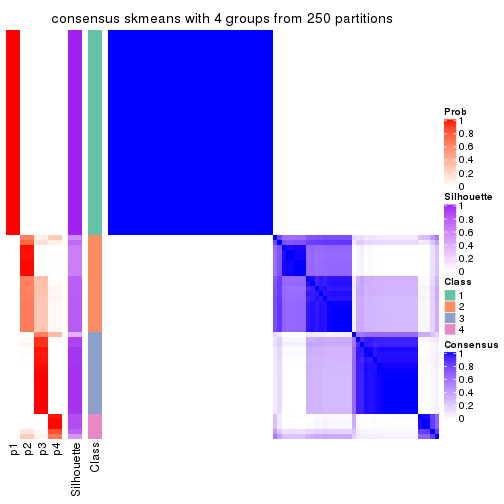 consensus skmeans with 4 groups from 250 partitions
Prob
1
0.8
0.6
0.4
0.2
0
Silhouette
1
0.8
0.6
0.4
0.2
0
Class
1
2
3
4
Consensus
1
0.8
0.6
0.4
0.2
0
p1
p2
p3
p4
Silhouette
Class